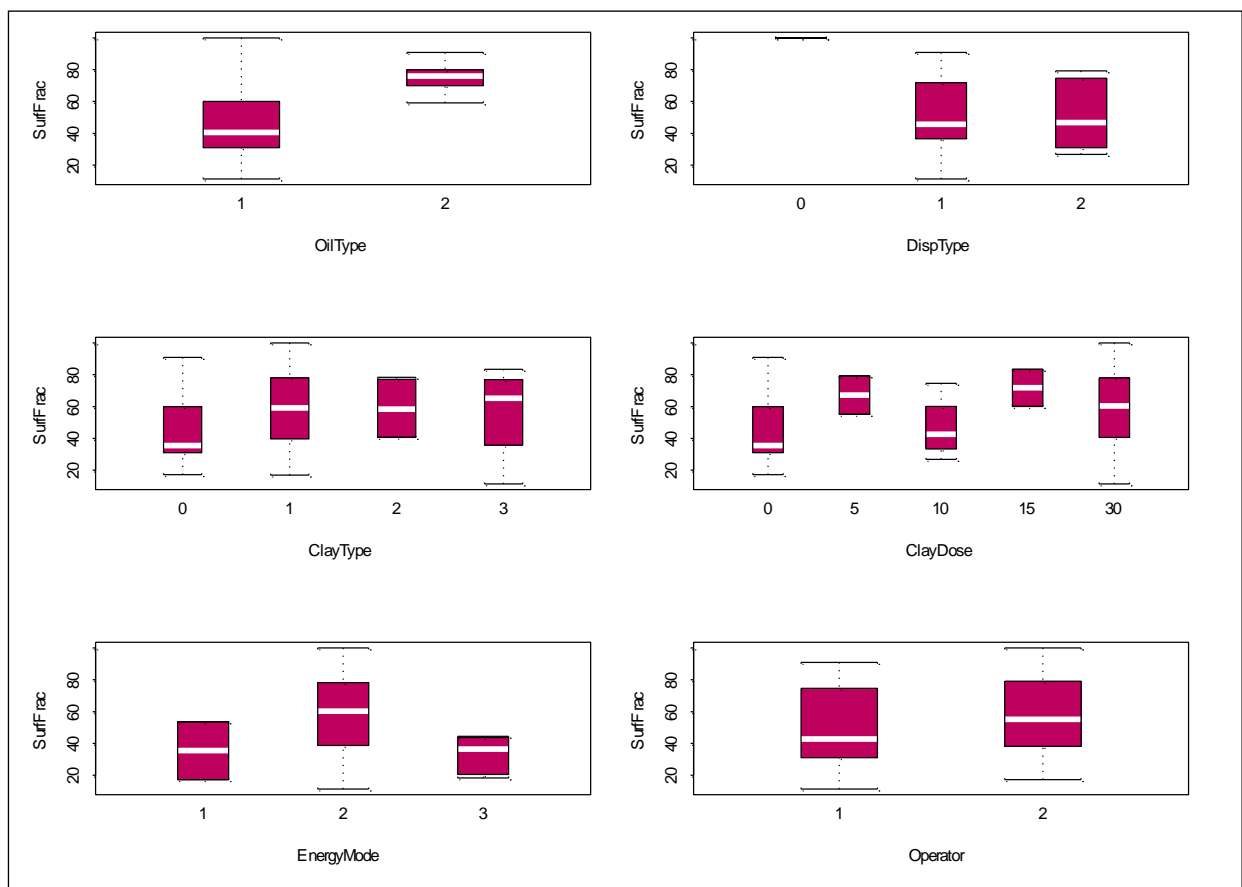 SurfFrac
20 40 60 80
1 2
OilType
SurfFrac
20 40 60 80
0 1 2
DispType
SurfFrac
20 40 60 80
0 1 2 3
ClayType
SurfFrac
20 40 60 80
0 5 10 15 30
ClayDose
SurfFrac
20 40 60 80
1 2 3
EnergyMode
SurfFrac
20 40 60 80
1 2
Operator